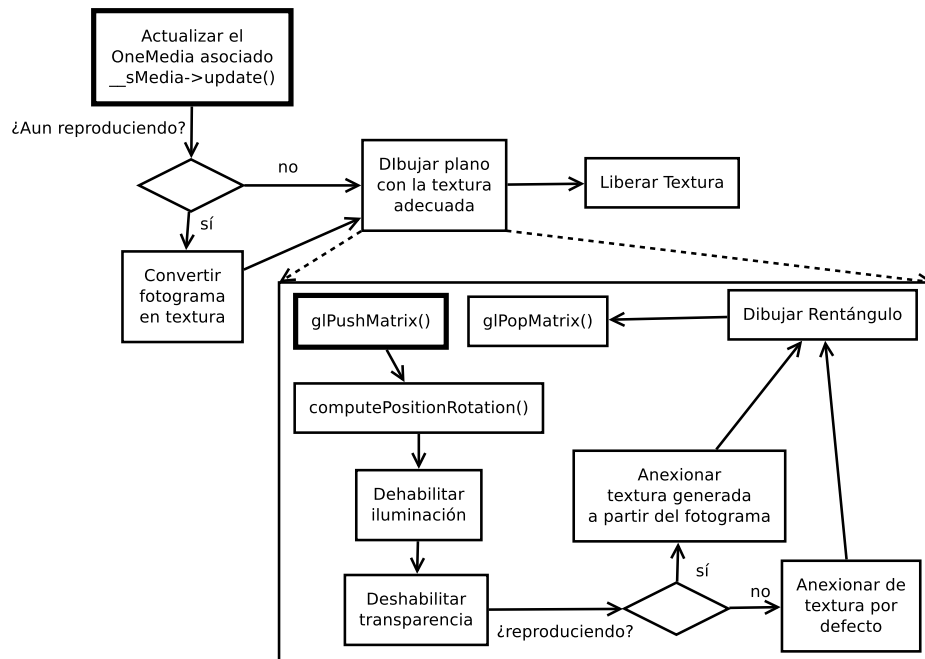 Actualizar el
OneMedia asociado
__sMedia->update()
¿Aun reproduciendo?
no
sí
DIbujar plano
con la textura
adecuada
Liberar Textura
Convertir
fotograma
en textura
glPushMatrix()
glPopMatrix()
Dibujar Rentángulo
computePositionRotation()
Dehabilitar
iluminación
Anexionar
textura generada
a partir del fotograma
Deshabilitar
transparencia
¿reproduciendo?
sí
no
Anexionar de
textura por
defecto